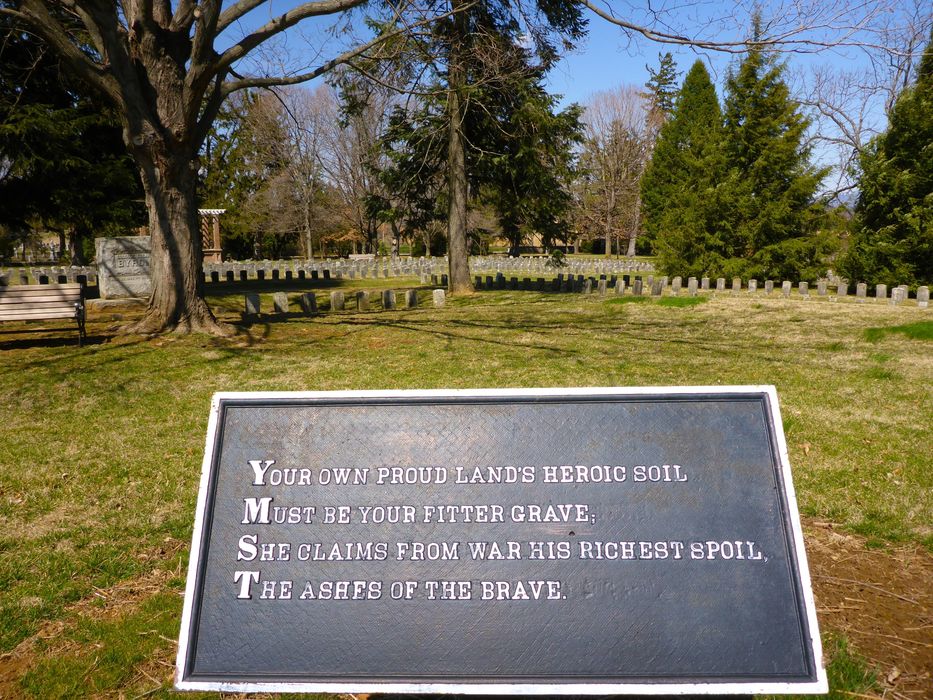 BYRD
YOUR OWN PROUD LAND'S HEROIC SOIL
MUST BE YOUR FITTER GRAVE;
SHE CLAIMS FROM WAR HIS RICHEST SPOIL,
THE ASHES OF THE BRAVE.